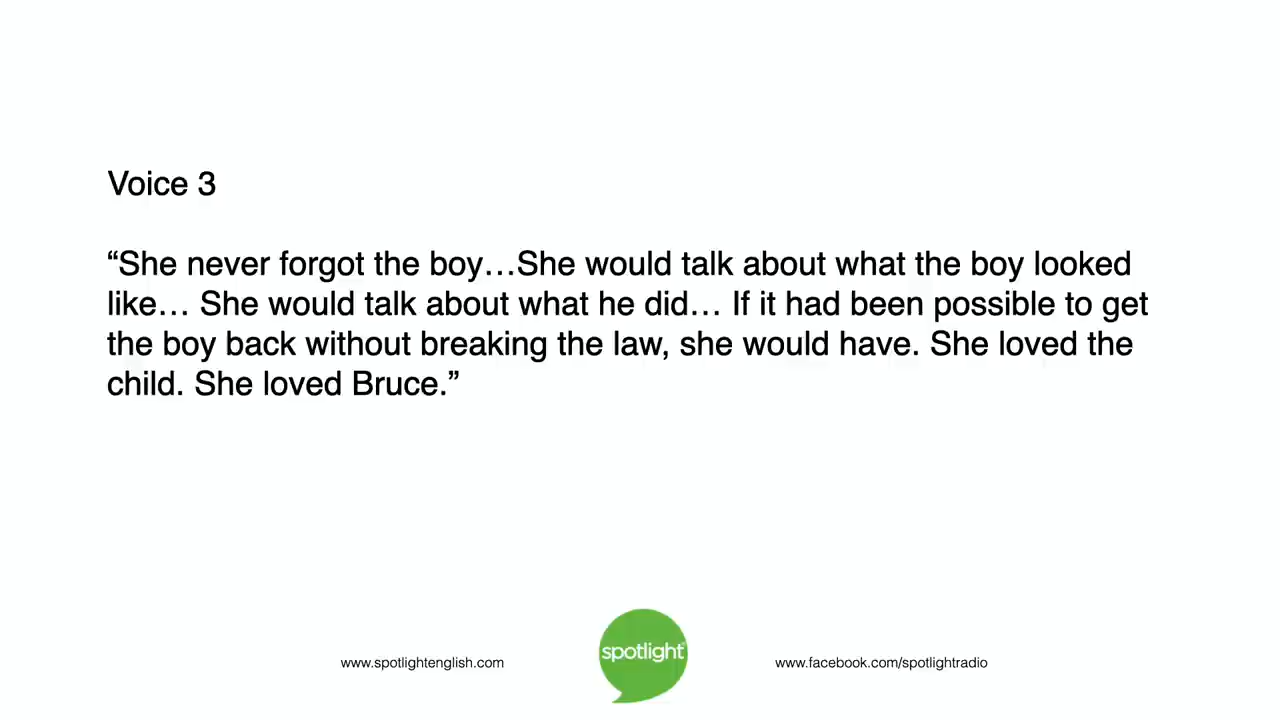 Voice 3
“She never forgot the boy…She would talk about what the boy looked
like… She would talk about what he did… If it had been possible to get
the boy back without breaking the law, she would have. She loved the
child. She loved Bruce.”
www.spotlightenglish.com
spotlight
www.facebook.com/spotlightradio